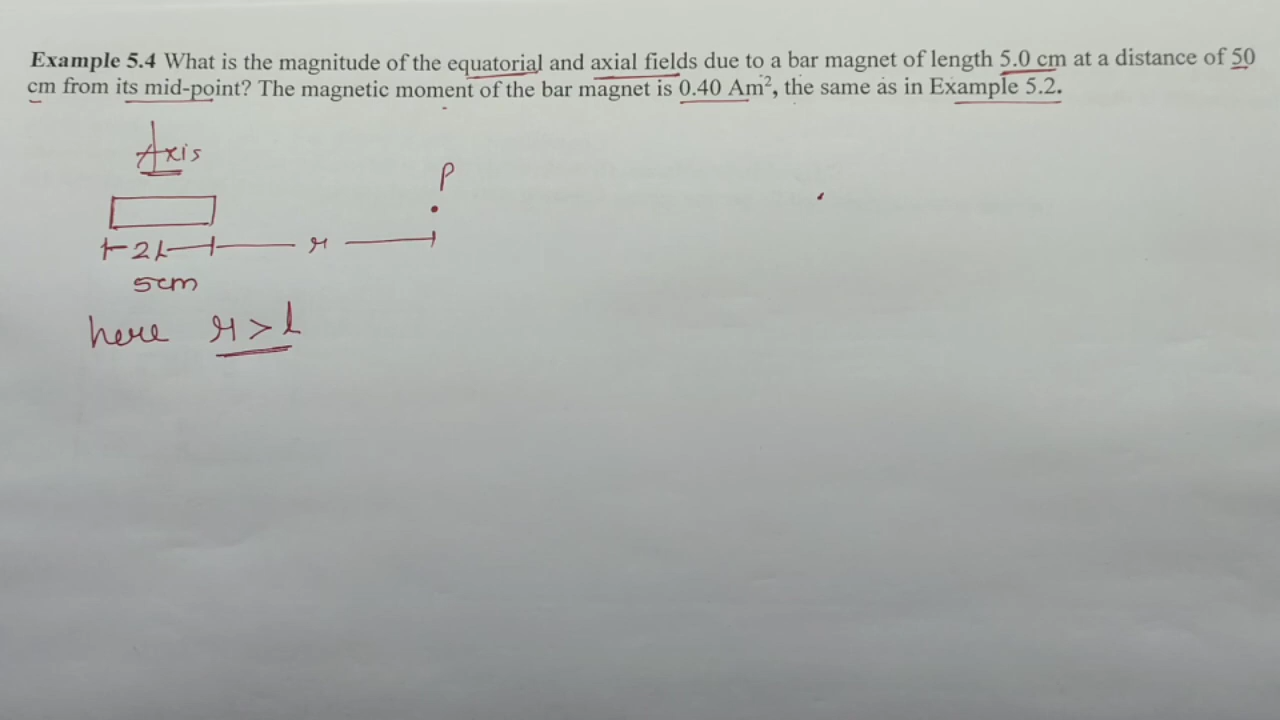 Example 5.4 What is the magnitude of the equatorial and axial fields due to a bar magnet of length 5.0 cm at a distance of 50
cm from its mid-point? The magnetic moment of the bar magnet is 0.40 Am², the same as in Example 5.2.
Axis
P
2l r
5cm
here r > l